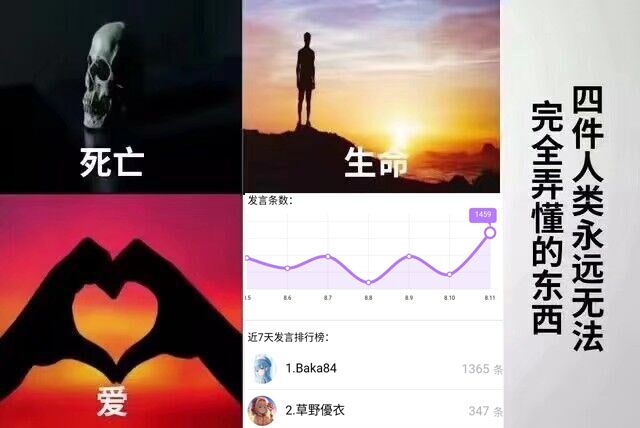 死亡
生命
爱
发言条数:
1459
8.5
8.6
8.7
8.8
8.9
8.10
8.11
近7天发言排行榜:
1.Baka84
1365 条
2.草野優衣
347 条
四件人类永远无法
完全弄懂的东西